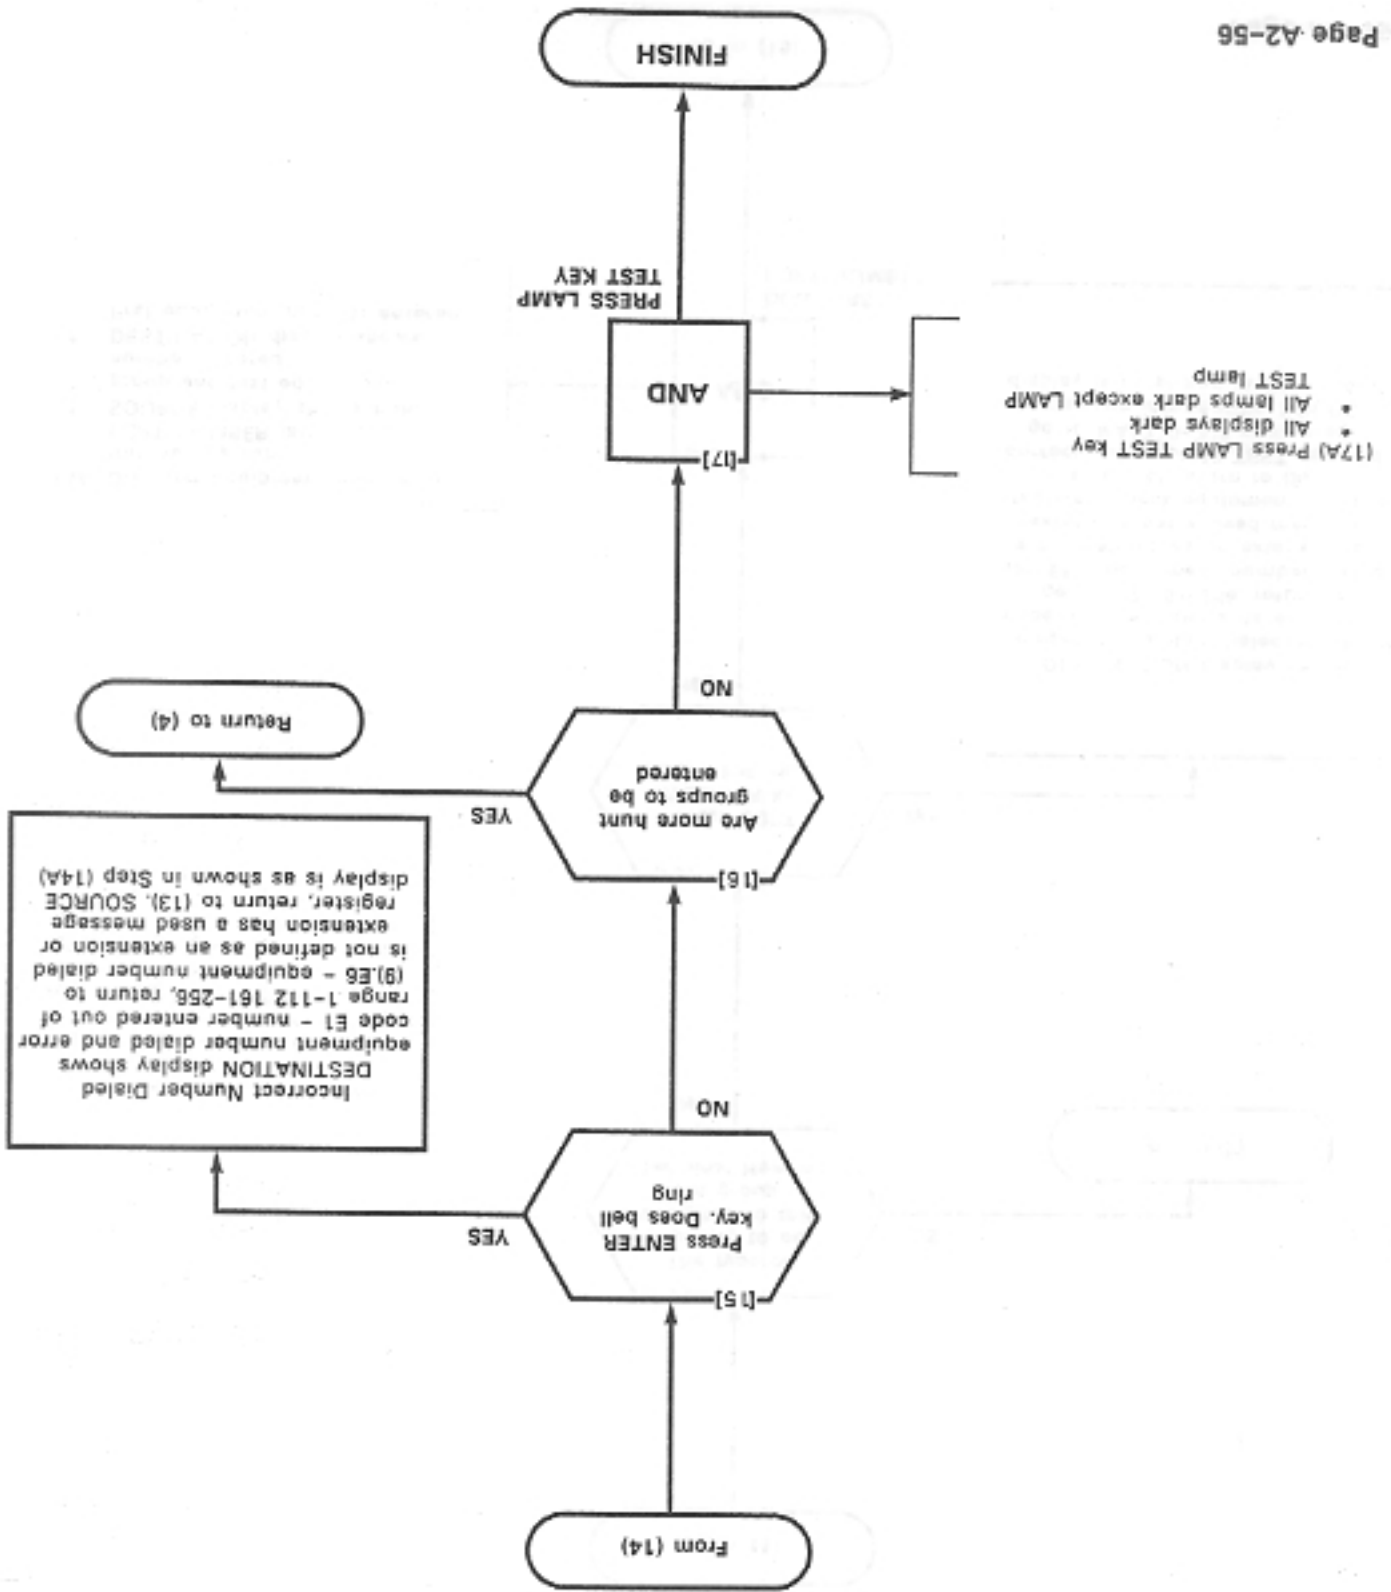 From (14)
[15]
Press ENTER
key. Does bell
ring
YES
NO
Incorrect Number Dialed
DESTINATION display shows
equipment number dialed and error
code E1 - number entered out of
range 1-112 161-256, return to
(9).E6 - equipment number dialed
is not defined as an extension or
extension has a used message
register, return to (13). SOURCE
display is as shown in Step (14A)
[16]
Are more hunt
groups to be
entered
YES
NO
Return to (4)
[17]
AND
(17A) Press LAMP TEST key
• All displays dark
• All lamps dark except LAMP
TEST lamp
PRESS LAMP
TEST KEY
FINISH
Page A2-56